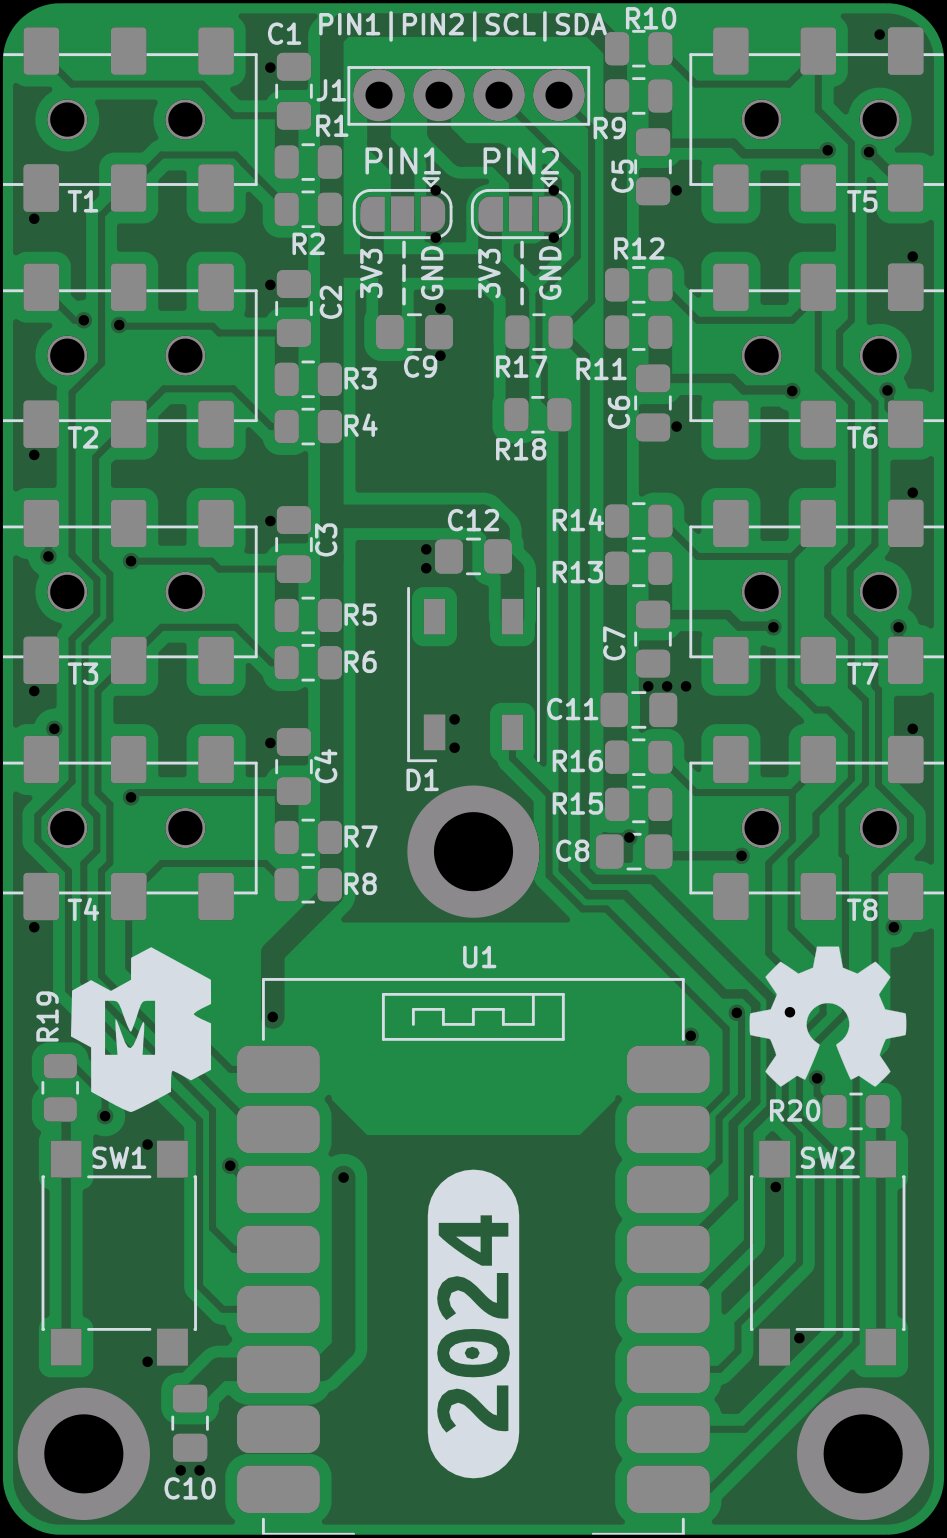 PIN1|PIN2|SCL|SDA
R10
C1
J1
R1
R9
PIN1
PIN2
C5
T1
T5
R2
3V3
GND
3V3
GND
R12
C2
C9
R17
R11
R3
C6
R4
R18
T2
T6
C3
C12
R14
R13
R5
C7
R6
T3
T7
C11
C4
D1
R16
R15
R7
C8
R8
T4
T8
U1
R19
M
R20
SW1
SW2
2024
C10